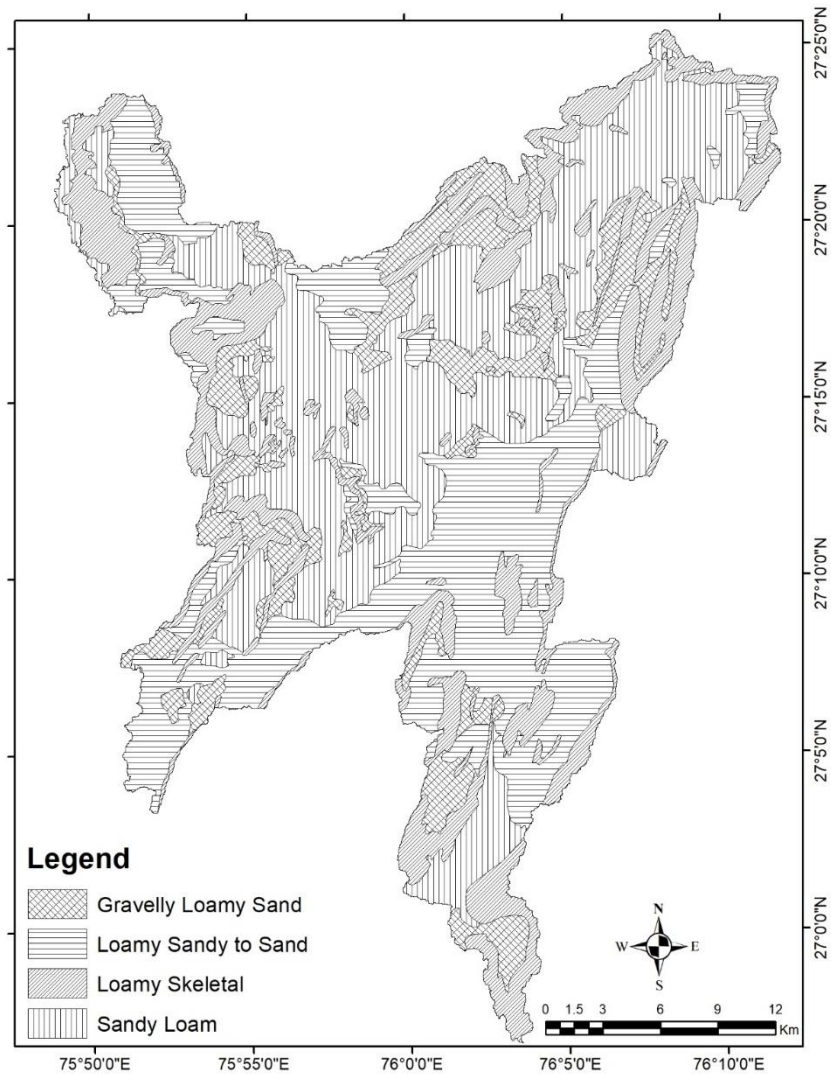 27°25'0"N
27°20'0"N
27°15'0"N
27°10'0"N
27°5'0"N
27°0'0"N
Legend
Gravelly Loamy Sand
Loamy Sandy to Sand
Loamy Skeletal
Sandy Loam
N
W E
S
0 1.5 3 6 9 12
Km
75°50'0"E 75°55'0"E 76°0'0"E 76°5'0"E 76°10'0"E